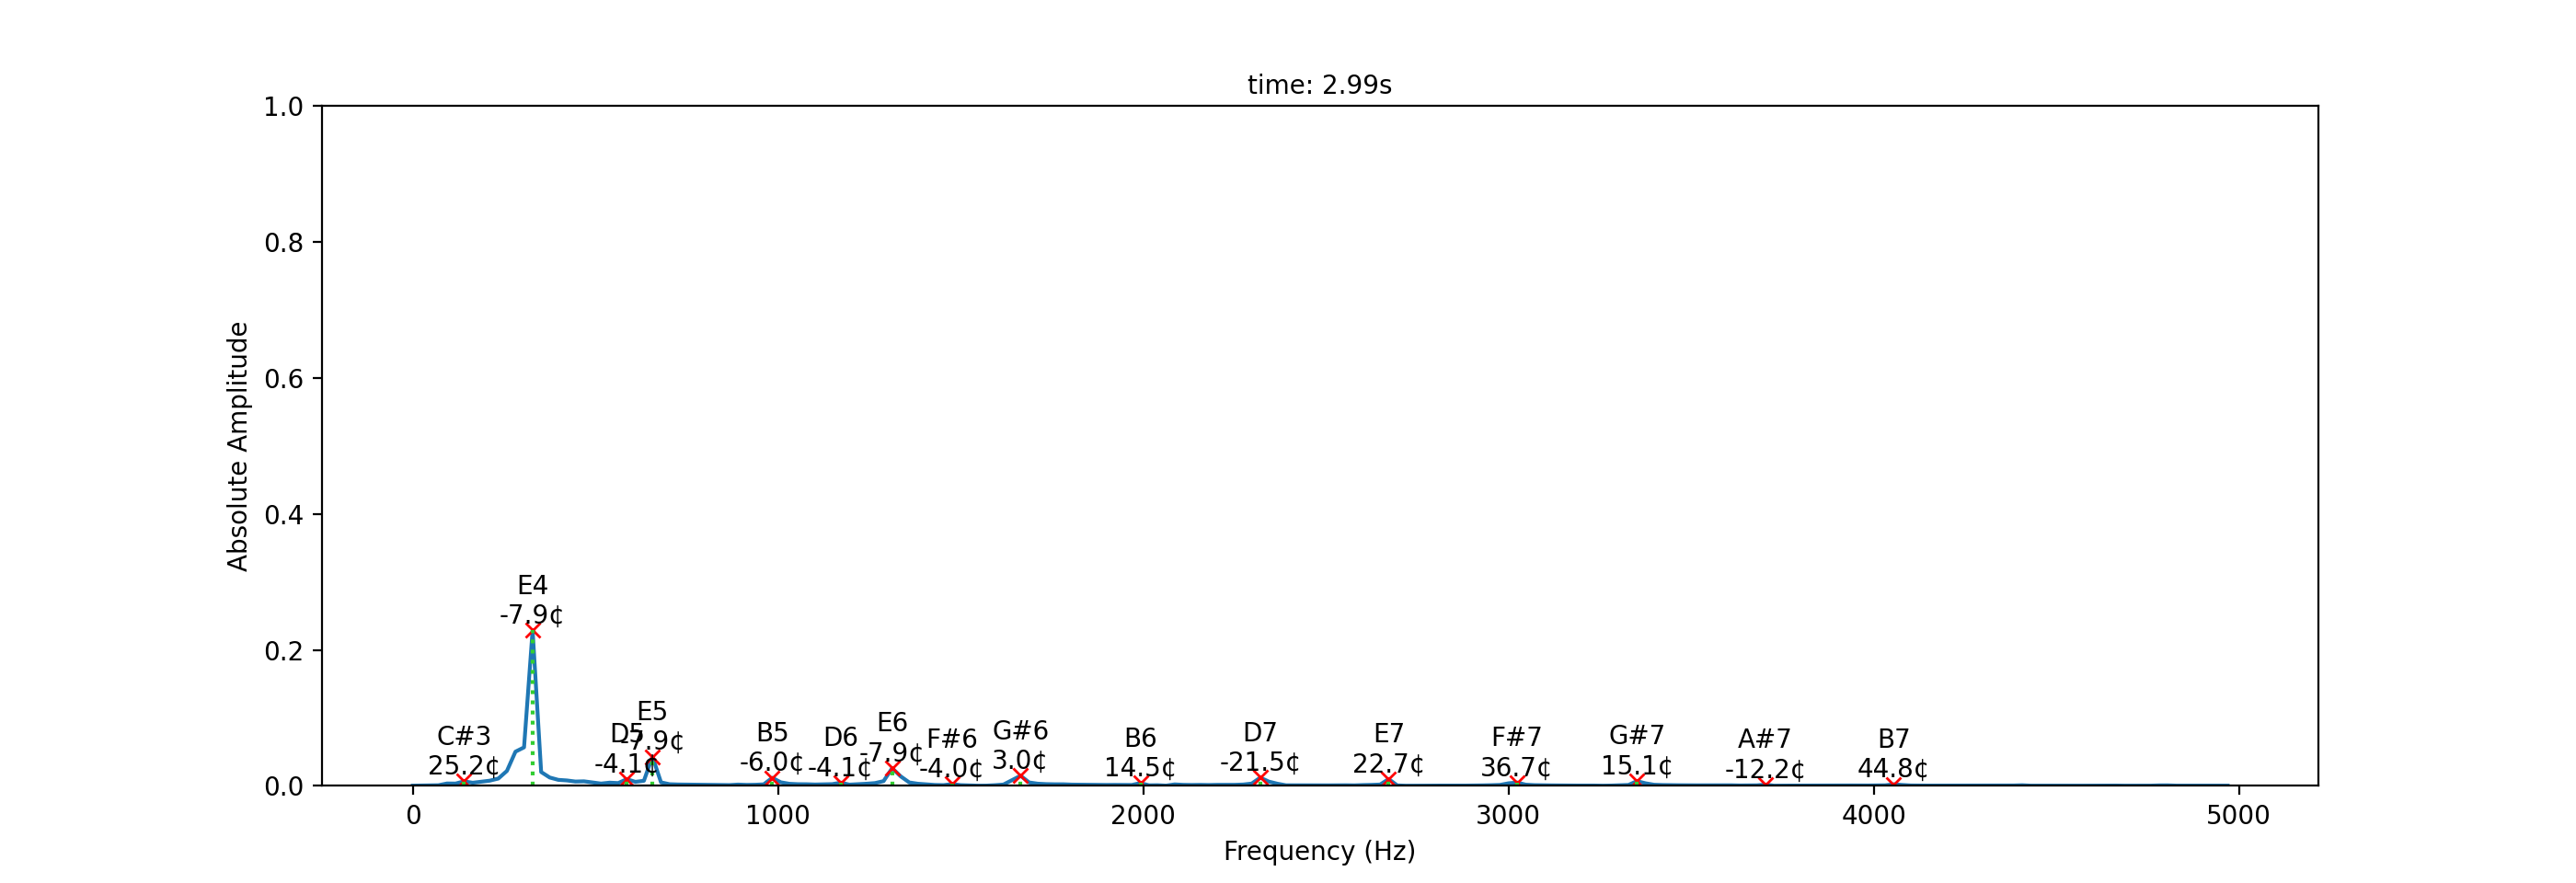 time: 2.99s
1.0
0.8
0.6
0.4
0.2
0.0
Absolute Amplitude
E4
-7.9¢
C#3
25.2¢
D5
-4.1¢
E5
-7.9¢
B5
-6.0¢
D6
-4.1¢
E6
-7.9¢
F#6
-4.0¢
G#6
3.0¢
B6
14.5¢
D7
-21.5¢
E7
22.7¢
F#7
36.7¢
G#7
15.1¢
A#7
-12.2¢
B7
44.8¢
0 1000 2000 3000 4000 5000
Frequency (Hz)